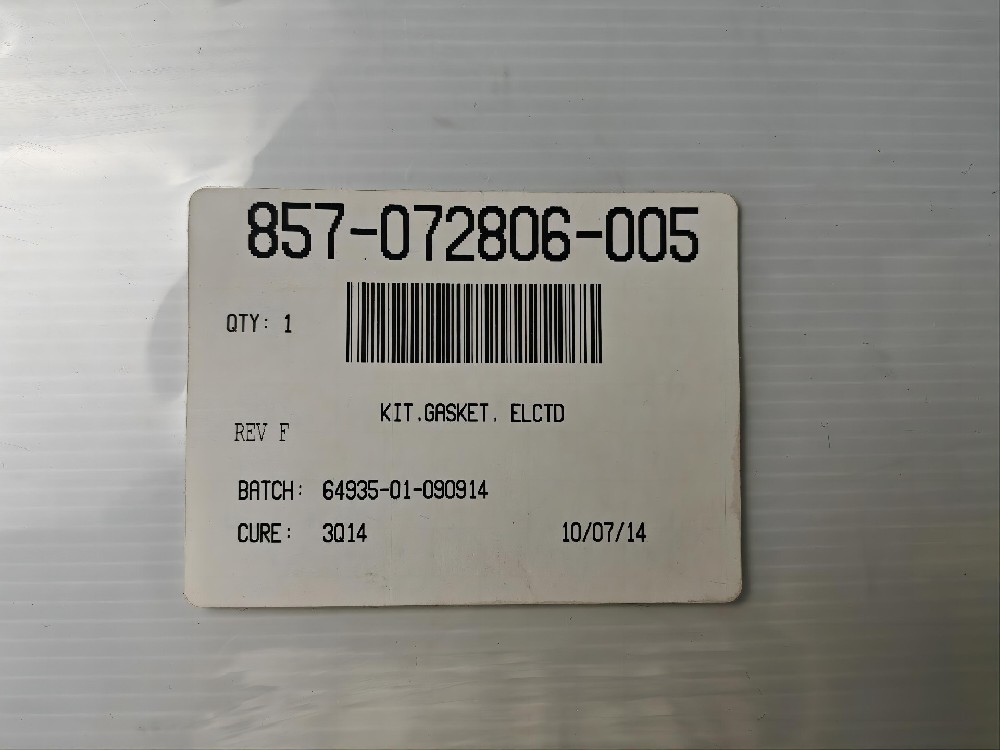 857-072806-005
QTY: 1
KIT.GASKET. ELCTD
REV F
BATCH: 64935-01-090914
CURE: 3Q14 10/07/14